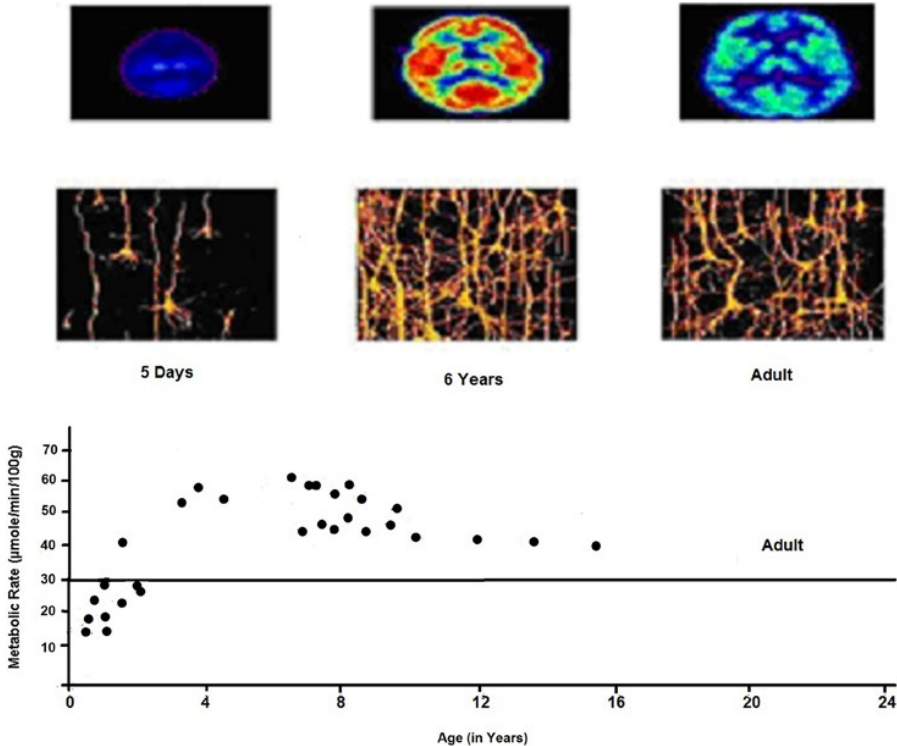 5 Days
6 Years
Adult
Metabolic Rate (µmole/min/100g)
70
60
50
40
30
20
10
Adult
0 4 8 12 16 20 24
Age (in Years)